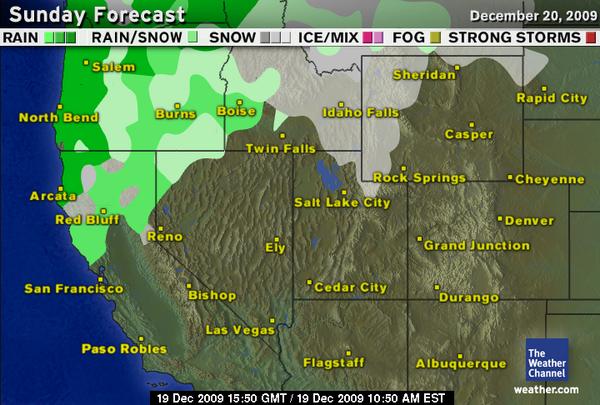 Sunday Forecast
December 20, 2009
RAIN RAIN/SNOW SNOW ICE/MIX FOG STRONG STORMS
Salem
Sheridan
North Bend
Burns
Boise
Idaho Falls
Rapid City
Casper
Twin Falls
Rock Springs
Cheyenne
Arcata
Salt Lake City
Red Bluff
Denver
Reno
Ely
Grand Junction
San Francisco
Bishop
Cedar City
Durango
Las Vegas
Paso Robles
Flagstaff
Albuquerque
The
Weather
Channel
weather.com
19 Dec 2009 15:50 GMT / 19 Dec 2009 10:50 AM EST